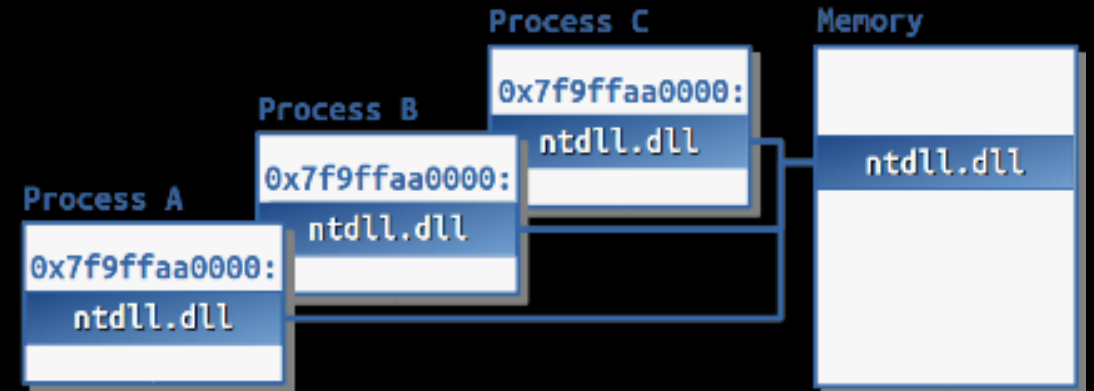 Process C
0x7f9ffaa0000:
ntdll.dll
Memory
ntdll.dll
Process B
0x7f9ffaa0000:
ntdll.dll
Process A
0x7f9ffaa0000:
ntdll.dll